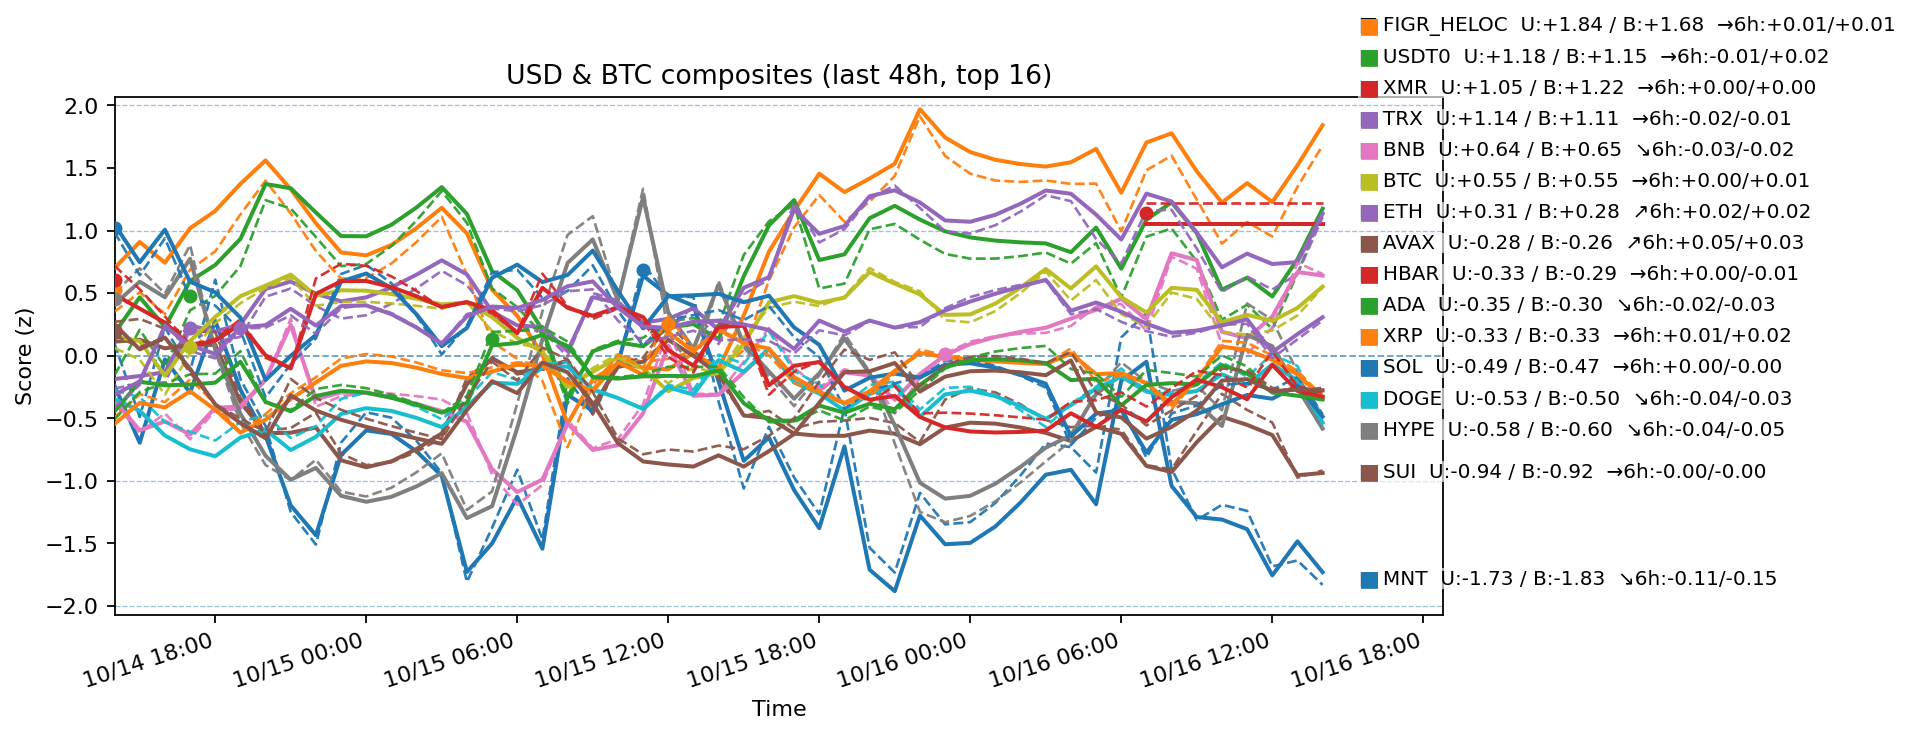 USD & BTC composites (last 48h, top 16)
FIGR_HELOC  U:+1.84 / B:+1.68  →6h:+0.01/+0.01
USDT0  U:+1.18 / B:+1.15  →6h:-0.01/+0.02
XMR  U:+1.05 / B:+1.22  →6h:+0.00/+0.00
TRX  U:+1.14 / B:+1.11  →6h:-0.02/-0.01
BNB  U:+0.64 / B:+0.65  ↘6h:-0.03/-0.02
BTC  U:+0.55 / B:+0.55  →6h:+0.00/+0.01
ETH  U:+0.31 / B:+0.28  ↗6h:+0.02/+0.02
AVAX  U:-0.28 / B:-0.26  ↗6h:+0.05/+0.03
HBAR  U:-0.33 / B:-0.29  →6h:+0.00/-0.01
ADA  U:-0.35 / B:-0.30  ↘6h:-0.02/-0.03
XRP  U:-0.33 / B:-0.33  →6h:+0.01/+0.02
SOL  U:-0.49 / B:-0.47  →6h:+0.00/-0.00
DOGE  U:-0.53 / B:-0.50  ↘6h:-0.04/-0.03
HYPE  U:-0.58 / B:-0.60  ↘6h:-0.04/-0.05
SUI  U:-0.94 / B:-0.92  →6h:-0.00/-0.00
MNT  U:-1.73 / B:-1.83  ↘6h:-0.11/-0.15
Score (z)
2.0
1.5
1.0
0.5
0.0
−0.5
−1.0
−1.5
−2.0
10/14 18:00
10/15 00:00
10/15 06:00
10/15 12:00
10/15 18:00
10/16 00:00
10/16 06:00
10/16 12:00
10/16 18:00
Time